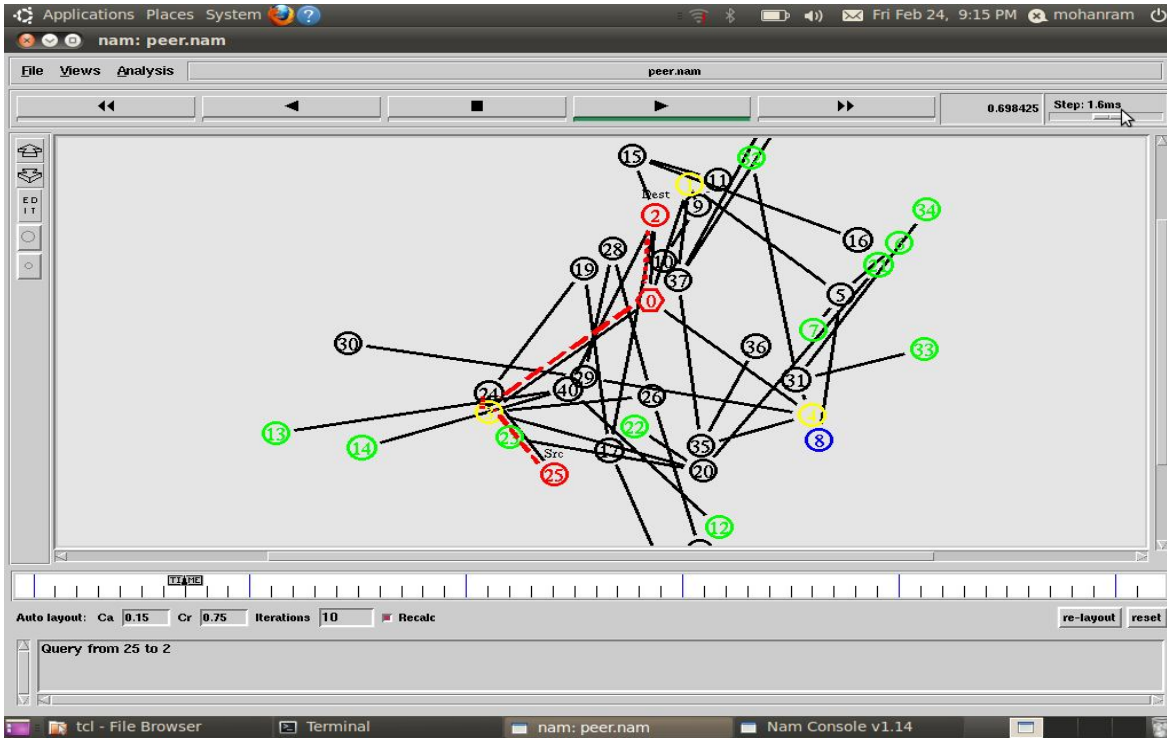 Applications Places System Fri Feb 24, 9:15 PM mohanram
nam: peer.nam
File Views Analysis peer.nam
0.698425 Step: 1.6ms
E D
I T
15
11
Dest
9
2
34
16
6
28
10
19
37
5
0
7
30
36
33
29
31
24
40
26
13
22
8
14
23
Src
17
35
25
20
12
TIME
Auto layout: Ca 0.15 Cr 0.75 Iterations 10 Recalc re-layout reset
Query from 25 to 2
tcl - File Browser Terminal nam: peer.nam Nam Console v1.14